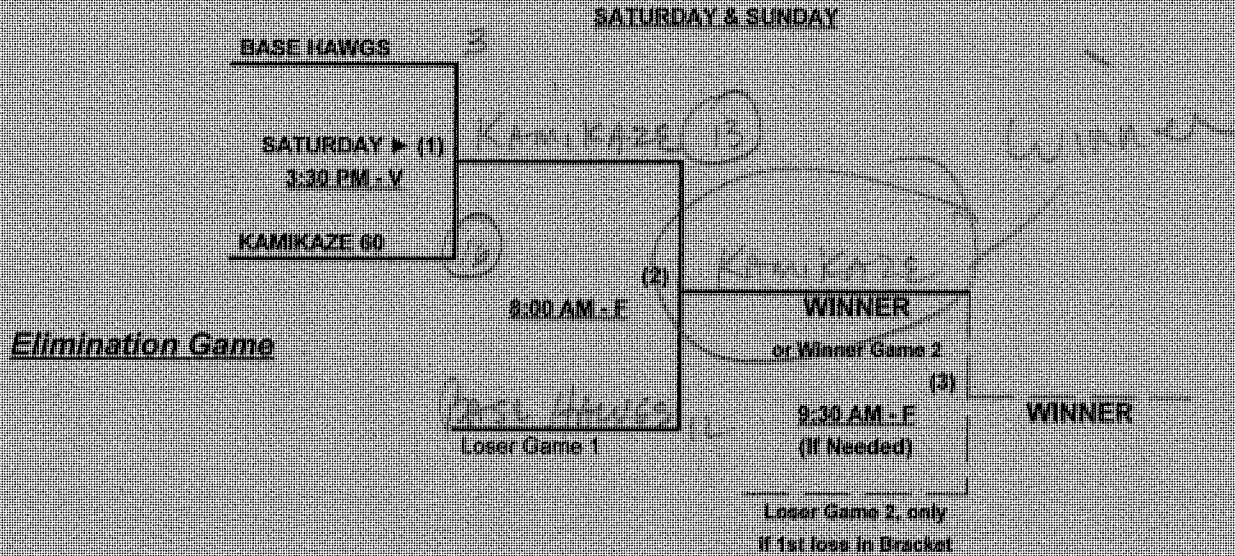 SATURDAY & SUNDAY
BASE HAWGS
SATURDAY ► (1)
3:30 PM - V
KAMIKAZE 60
KAMIKAZE 13
Winner
(2)
8:00 AM - F
KAMIKAZE
WINNER
or Winner Game 2
Elimination Game
(3)
BASE HAWGS
Loser Game 1
9:30 AM - F
(If Needed)
WINNER
Loser Game 2, only
if 1st loss in Bracket